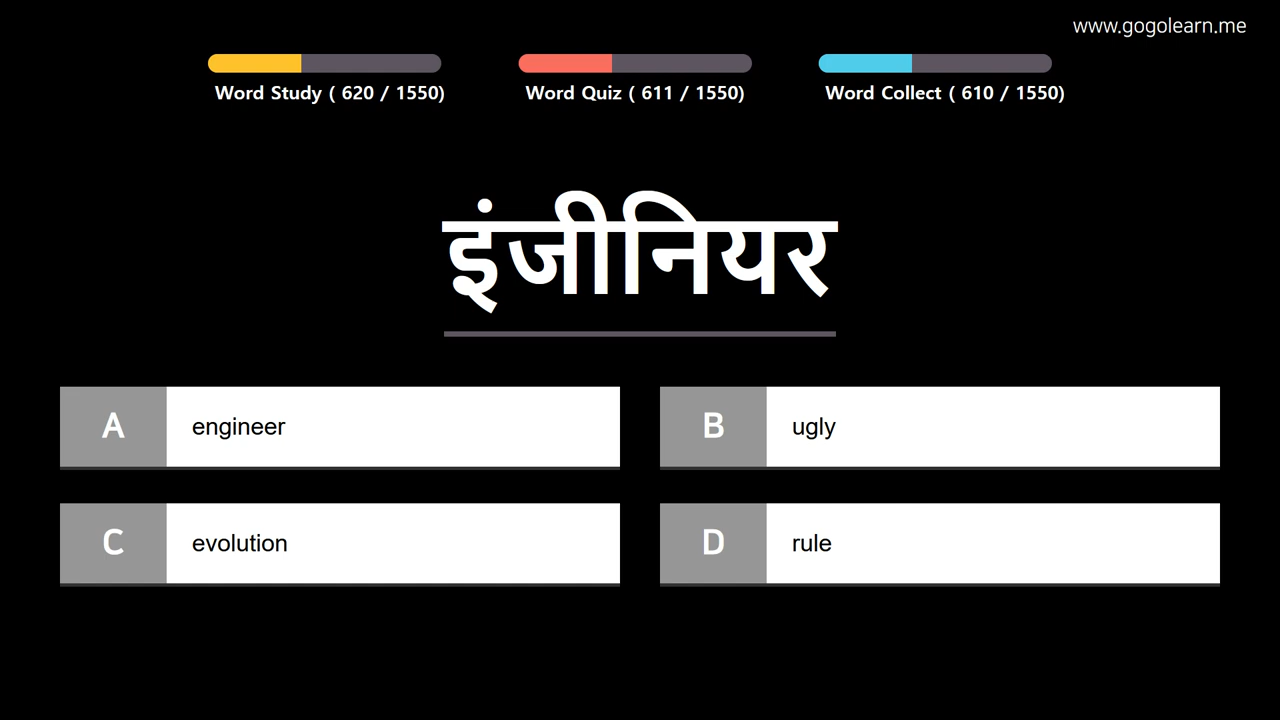 www.gogolearn.me
Word Study ( 620 / 1550)
Word Quiz ( 611 / 1550)
Word Collect ( 610 / 1550)
इंजीनियर
A engineer
B ugly
C evolution
D rule